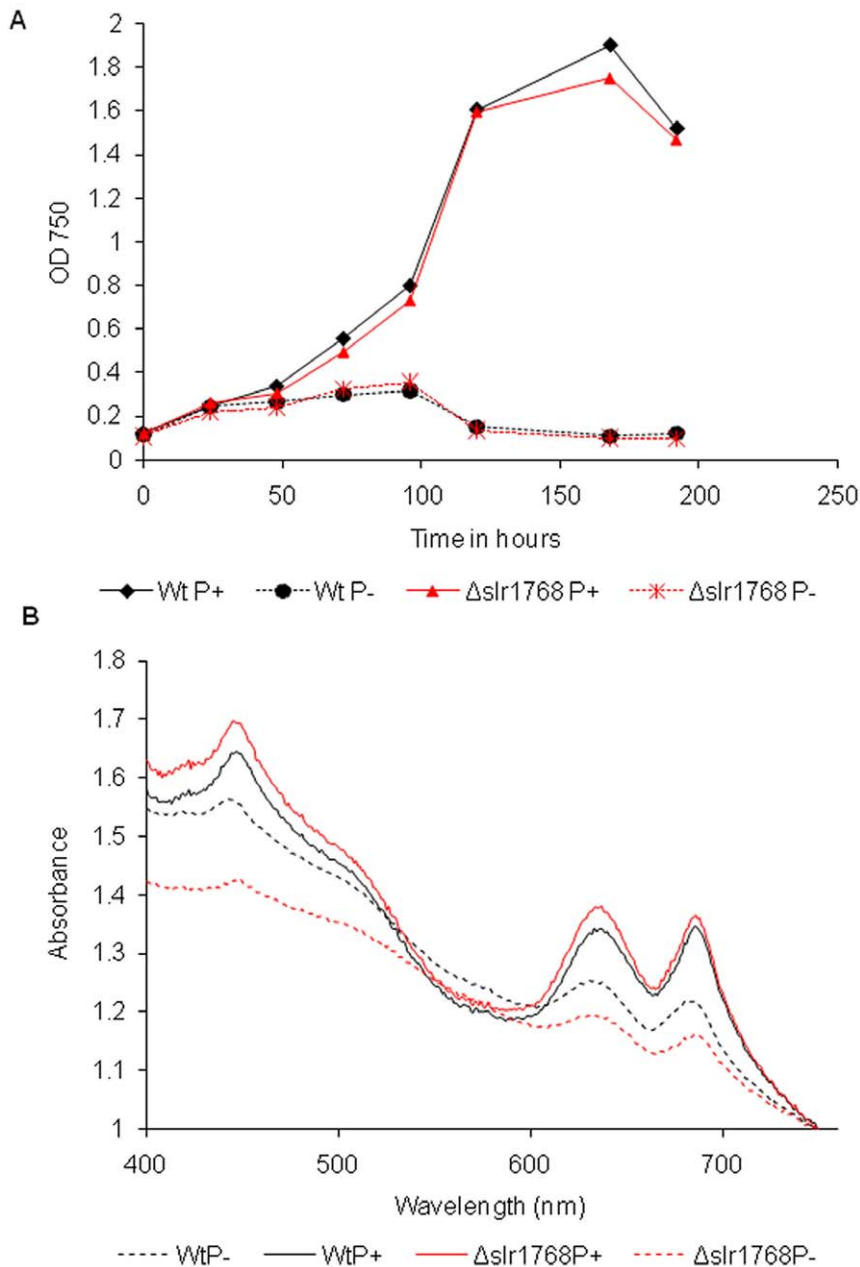 A
2
1.8
1.6
1.4
1.2
1
0.8
0.6
0.4
0.2
0
OD 750
0 50 100 150 200 250
Time in hours
Wt P+ Wt P- Δslr1768 P+ Δslr1768 P-
B
1.8
1.7
1.6
1.5
1.4
1.3
1.2
1.1
1
Absorbance
400 500 600 700
Wavelength (nm)
WtP- WtP+ Δslr1768P+ Δslr1768P-